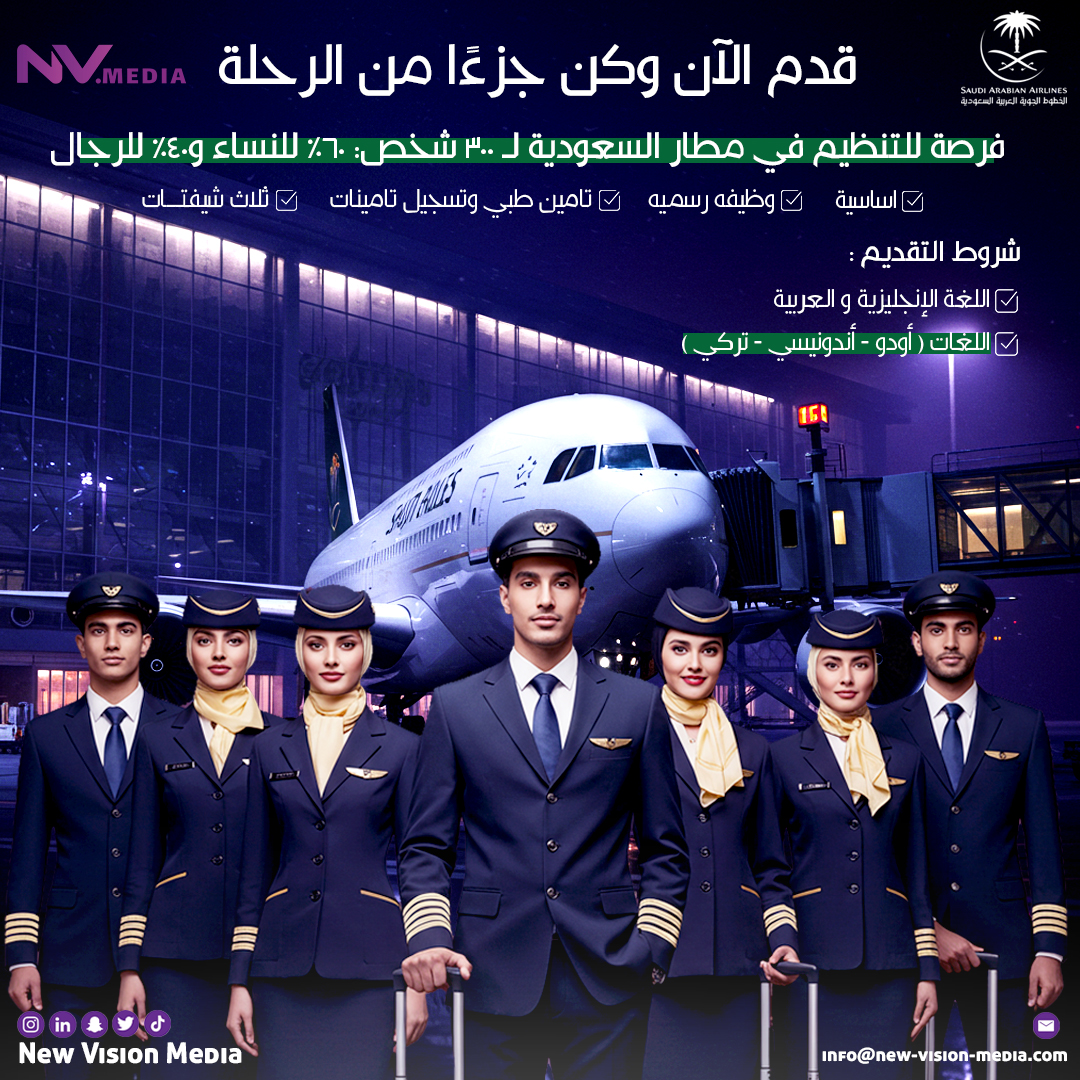 NV.MEDIA
قدم الآن وكن جزءًا من الرحلة
SAUDI ARABIAN AIRLINES
الخطوط الجوية العربية السعودية
فرصة للتنظيم في مطار السعودية لـ ٣٠٠ شخص: ٦٠٪ للنساء و٤٠٪ للرجال
اساسية
وظيفه رسميه
تامين طبي وتسجيل تامينات
ثلاث شيفتـــات
شروط التقديم :
اللغة الإنجليزية و العربية
اللغات ( أودو - أندونيسي - تركي )
161
New Vision Media
info@new-vision-media.com